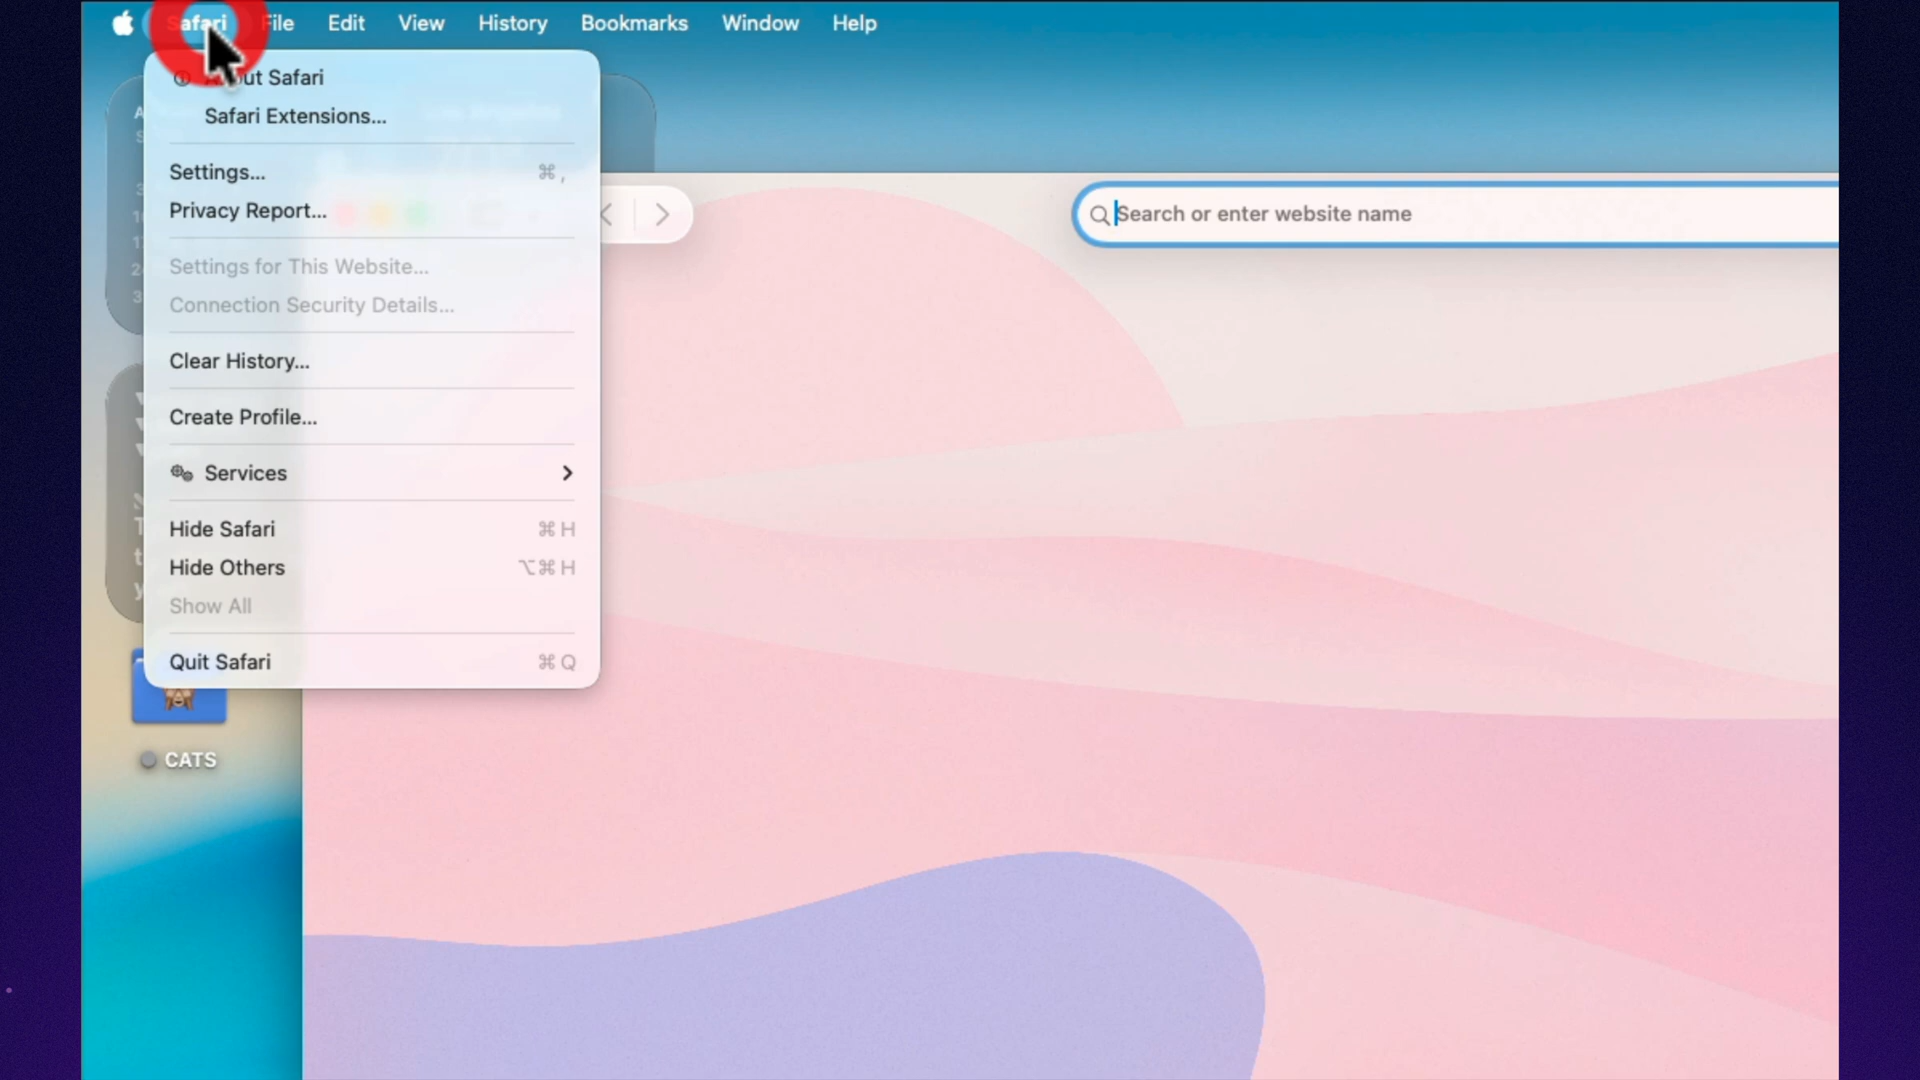 Safari File Edit View History Bookmarks Window Help
About Safari
Safari Extensions...
Settings... ⌘ ,
Privacy Report...
Search or enter website name
Settings for This Website...
Connection Security Details...
Clear History...
Create Profile...
Services
Hide Safari ⌘ H
Hide Others ⌥⌘ H
Show All
Quit Safari ⌘ Q
CATS